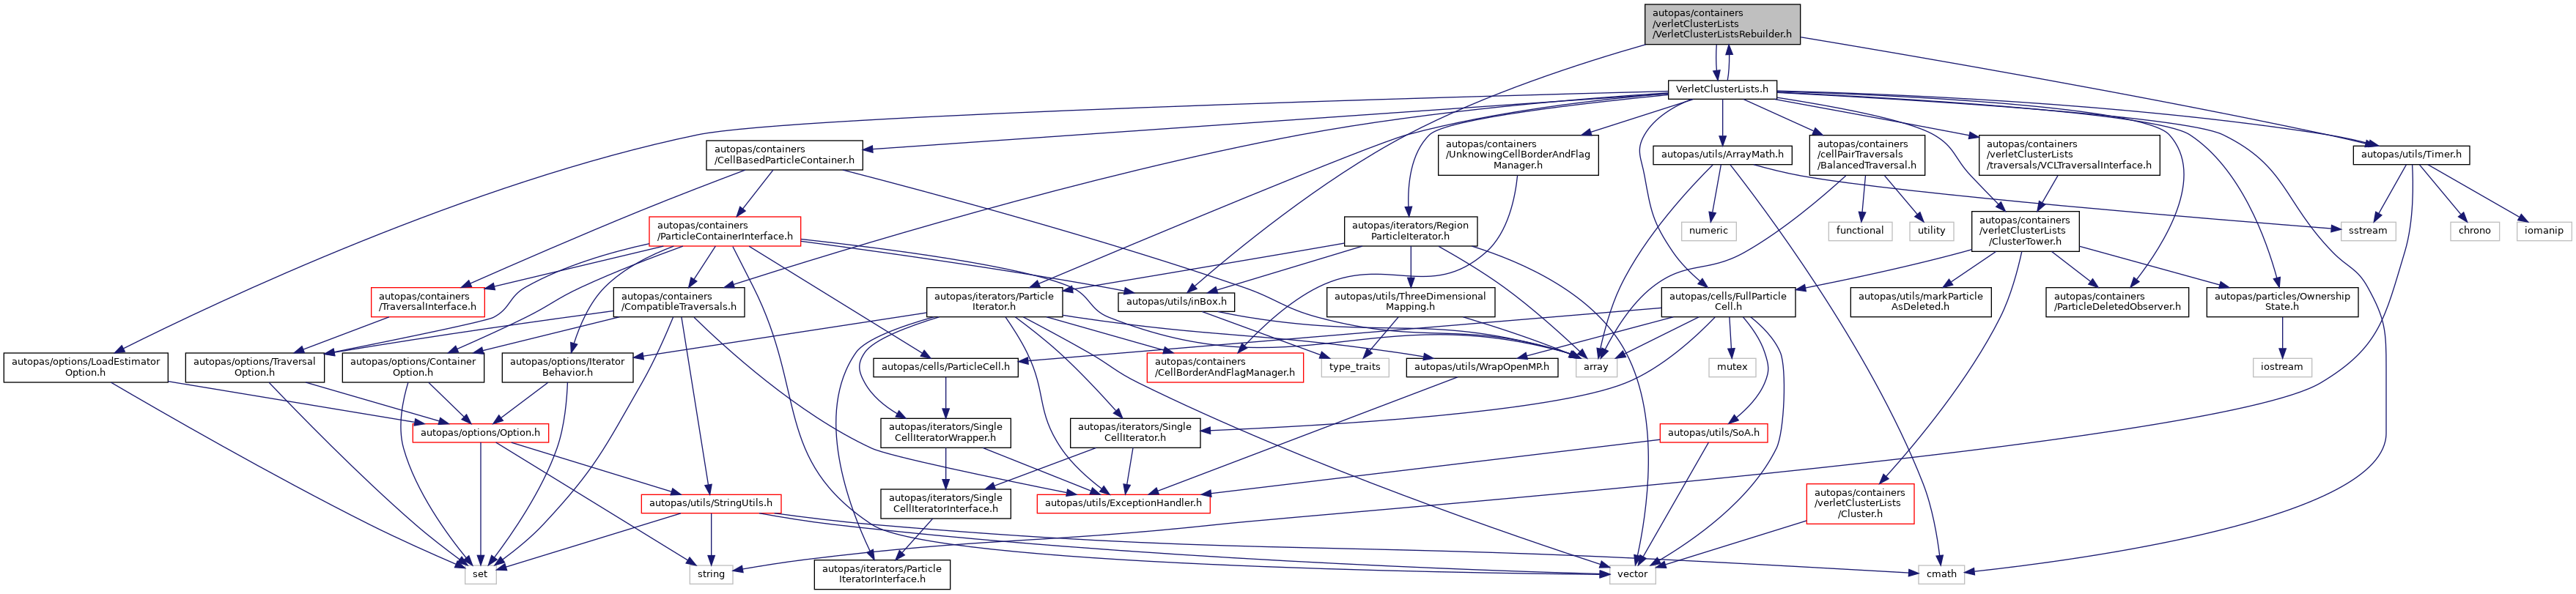 autopas/containers
/verletClusterLists
/VerletClusterListsRebuilder.h
VerletClusterLists.h
autopas/containers
/CellBasedParticleContainer.h
autopas/containers
/UnknowingCellBorderAndFlag
Manager.h
autopas/utils/ArrayMath.h
autopas/containers
/cellPairTraversals
/BalancedTraversal.h
autopas/containers
/verletClusterLists
/traversals/VCLTraversalInterface.h
autopas/utils/Timer.h
autopas/containers
/ParticleContainerInterface.h
autopas/iterators/Region
ParticleIterator.h
numeric
functional
utility
autopas/containers
/verletClusterLists
/ClusterTower.h
sstream
chrono
iomanip
autopas/containers
/TraversalInterface.h
autopas/containers
/CompatibleTraversals.h
autopas/iterators/Particle
Iterator.h
autopas/utils/inBox.h
autopas/utils/ThreeDimensional
Mapping.h
autopas/cells/FullParticle
Cell.h
autopas/utils/markParticle
AsDeleted.h
autopas/containers
/ParticleDeletedObserver.h
autopas/particles/Ownership
State.h
autopas/options/LoadEstimator
Option.h
autopas/options/Traversal
Option.h
autopas/options/Container
Option.h
autopas/options/Iterator
Behavior.h
autopas/cells/ParticleCell.h
autopas/containers
/CellBorderAndFlagManager.h
type_traits
autopas/utils/WrapOpenMP.h
array
mutex
iostream
autopas/options/Option.h
autopas/iterators/Single
CellIteratorWrapper.h
autopas/iterators/Single
CellIterator.h
autopas/utils/SoA.h
autopas/utils/StringUtils.h
autopas/iterators/Single
CellIteratorInterface.h
autopas/utils/ExceptionHandler.h
autopas/containers
/verletClusterLists
/Cluster.h
set
string
autopas/iterators/Particle
IteratorInterface.h
vector
cmath